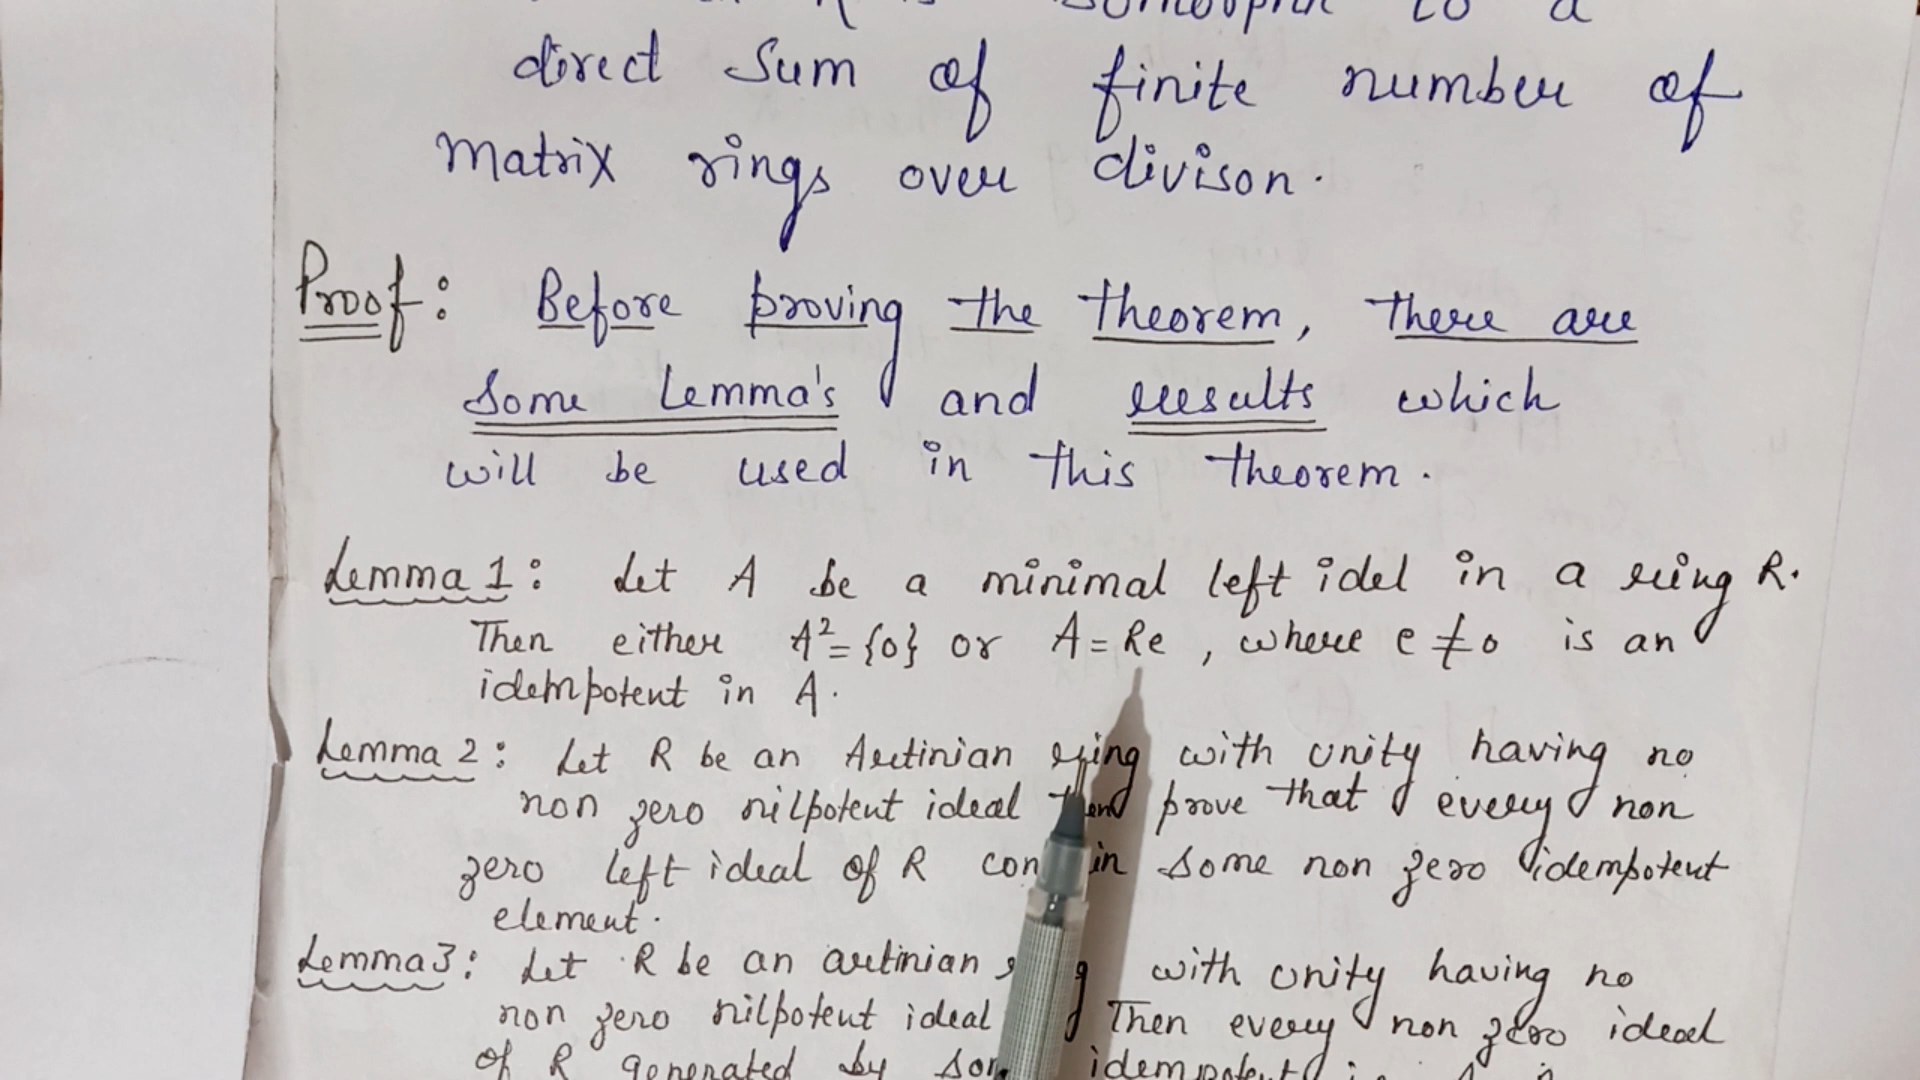 to a
direct Sum of finite number of
matrix rings over divison.
Proof: Before proving the theorem, there are
Some Lemma's and results which
will be used in this theorem.
Lemma 1: Let A be a minimal left idel in a ring R.
Then either A² = {0} or A = Re, where e ≠ 0 is an
idempotent in A.
Lemma 2: Let R be an Artinian ring with unity having no
non zero nilpotent ideal then prove that every non
zero left ideal of R con in some non zero idempotent
element.
Lemma 3: Let R be an artinian with unity having no
non zero nilpotent ideal Then every non zero ideal
of R generated by idempotent